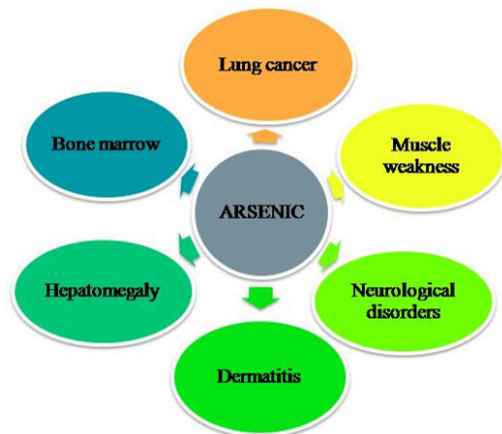 Lung cancer
Bone marrow
Muscle
weakness
ARSENIC
Hepatomegaly
Neurological
disorders
Dermatitis